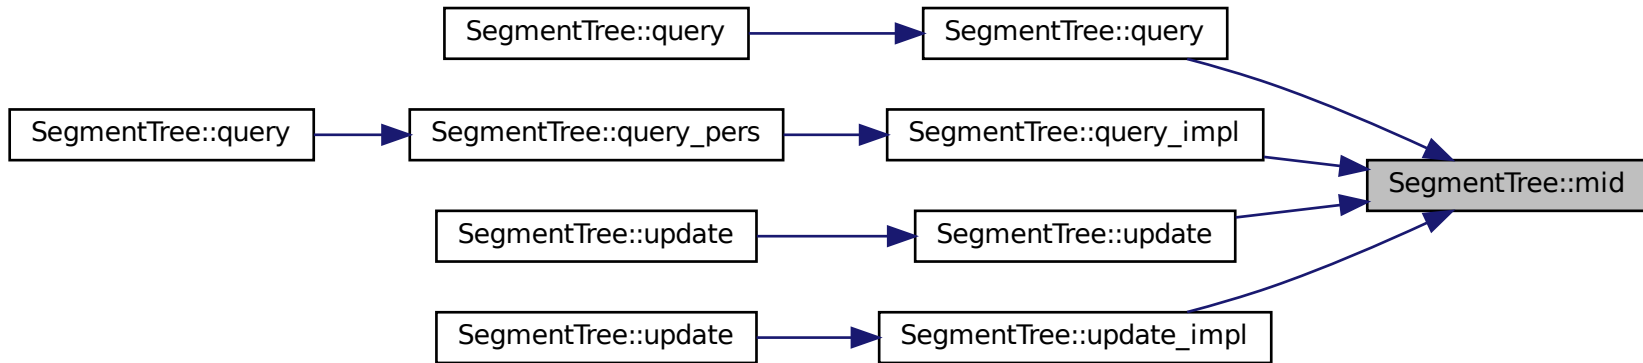 SegmentTree::query
SegmentTree::query
SegmentTree::query
SegmentTree::query_pers
SegmentTree::query_impl
SegmentTree::mid
SegmentTree::update
SegmentTree::update
SegmentTree::update
SegmentTree::update_impl